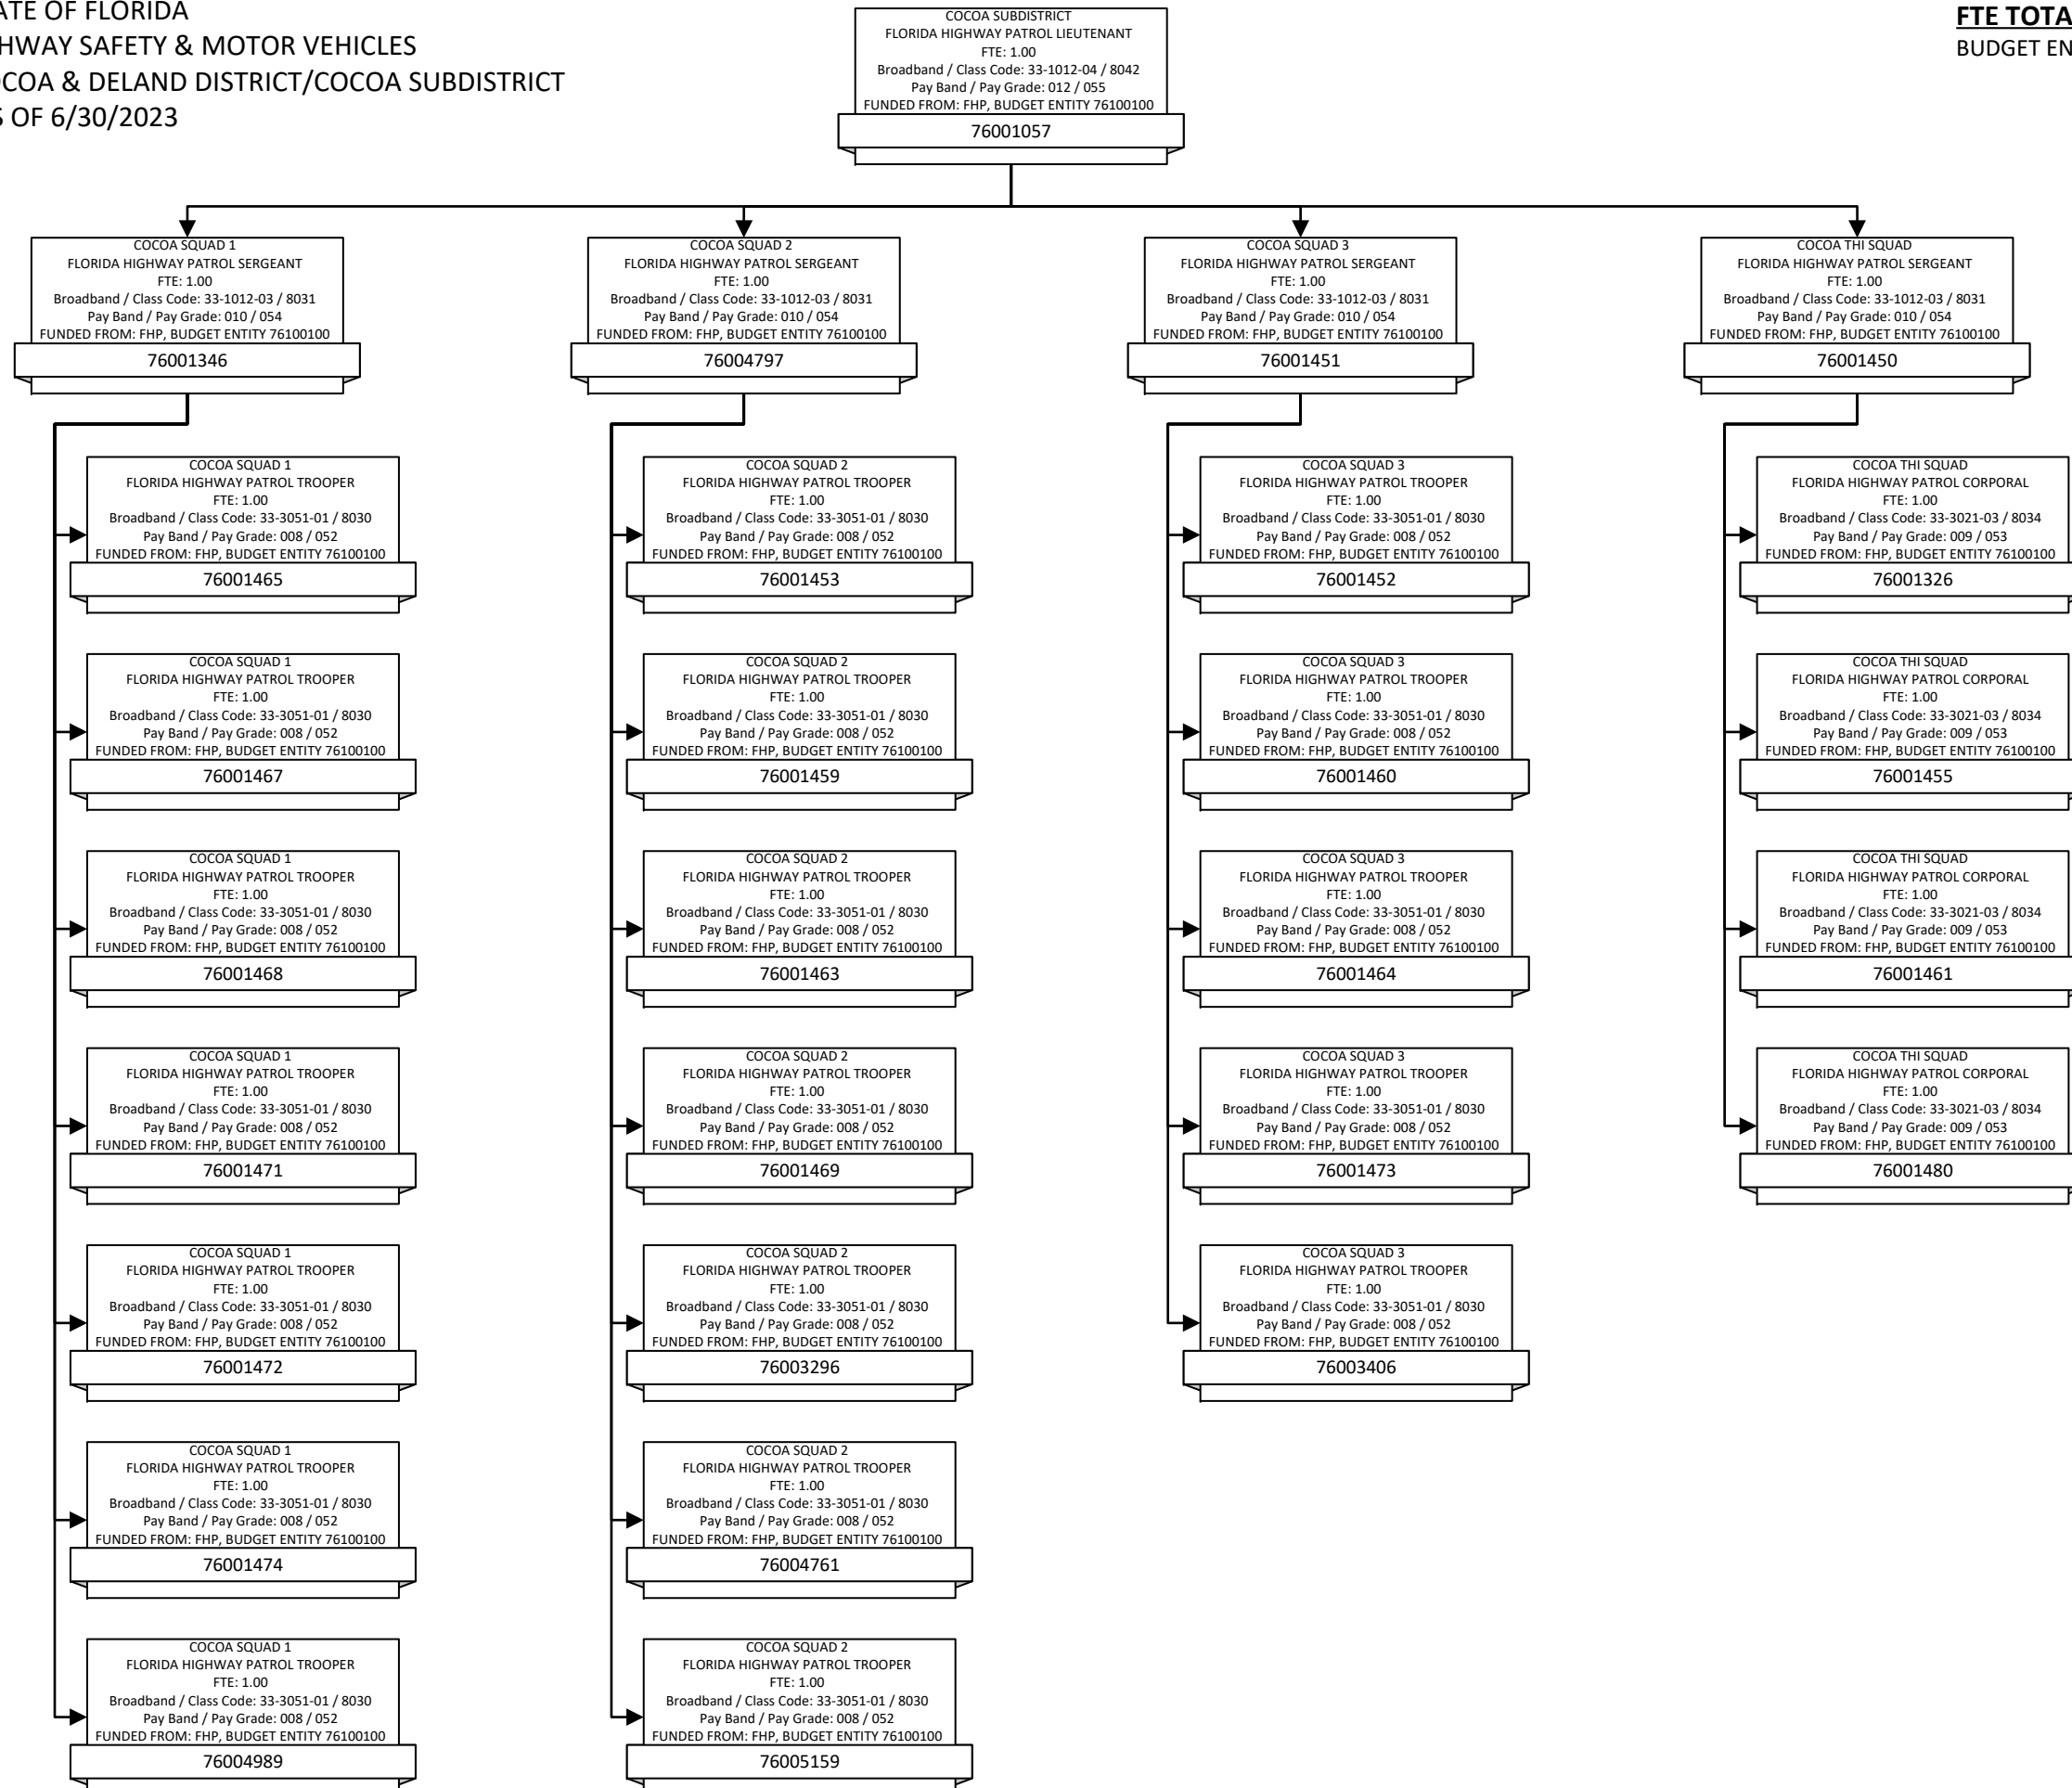 ATE OF FLORIDA
HWAY SAFETY & MOTOR VEHICLES
OCOA & DELAND DISTRICT/COCOA SUBDISTRICT
S OF 6/30/2023
COCOA SUBDISTRICT
FLORIDA HIGHWAY PATROL LIEUTENANT
FTE: 1.00
Broadband / Class Code: 33-1012-04 / 8042
Pay Band / Pay Grade: 012 / 055
FUNDED FROM: FHP, BUDGET ENTITY 76100100
76001057
FTE TOTA
BUDGET EN
COCOA SQUAD 1
FLORIDA HIGHWAY PATROL SERGEANT
FTE: 1.00
Broadband / Class Code: 33-1012-03 / 8031
Pay Band / Pay Grade: 010 / 054
FUNDED FROM: FHP, BUDGET ENTITY 76100100
76001346
COCOA SQUAD 1
FLORIDA HIGHWAY PATROL TROOPER
FTE: 1.00
Broadband / Class Code: 33-3051-01 / 8030
Pay Band / Pay Grade: 008 / 052
FUNDED FROM: FHP, BUDGET ENTITY 76100100
76001465
COCOA SQUAD 1
FLORIDA HIGHWAY PATROL TROOPER
FTE: 1.00
Broadband / Class Code: 33-3051-01 / 8030
Pay Band / Pay Grade: 008 / 052
FUNDED FROM: FHP, BUDGET ENTITY 76100100
76001467
COCOA SQUAD 1
FLORIDA HIGHWAY PATROL TROOPER
FTE: 1.00
Broadband / Class Code: 33-3051-01 / 8030
Pay Band / Pay Grade: 008 / 052
FUNDED FROM: FHP, BUDGET ENTITY 76100100
76001468
COCOA SQUAD 1
FLORIDA HIGHWAY PATROL TROOPER
FTE: 1.00
Broadband / Class Code: 33-3051-01 / 8030
Pay Band / Pay Grade: 008 / 052
FUNDED FROM: FHP, BUDGET ENTITY 76100100
76001471
COCOA SQUAD 1
FLORIDA HIGHWAY PATROL TROOPER
FTE: 1.00
Broadband / Class Code: 33-3051-01 / 8030
Pay Band / Pay Grade: 008 / 052
FUNDED FROM: FHP, BUDGET ENTITY 76100100
76001472
COCOA SQUAD 1
FLORIDA HIGHWAY PATROL TROOPER
FTE: 1.00
Broadband / Class Code: 33-3051-01 / 8030
Pay Band / Pay Grade: 008 / 052
FUNDED FROM: FHP, BUDGET ENTITY 76100100
76001474
COCOA SQUAD 1
FLORIDA HIGHWAY PATROL TROOPER
FTE: 1.00
Broadband / Class Code: 33-3051-01 / 8030
Pay Band / Pay Grade: 008 / 052
FUNDED FROM: FHP, BUDGET ENTITY 76100100
76004989
COCOA SQUAD 2
FLORIDA HIGHWAY PATROL SERGEANT
FTE: 1.00
Broadband / Class Code: 33-1012-03 / 8031
Pay Band / Pay Grade: 010 / 054
FUNDED FROM: FHP, BUDGET ENTITY 76100100
76004797
COCOA SQUAD 2
FLORIDA HIGHWAY PATROL TROOPER
FTE: 1.00
Broadband / Class Code: 33-3051-01 / 8030
Pay Band / Pay Grade: 008 / 052
FUNDED FROM: FHP, BUDGET ENTITY 76100100
76001453
COCOA SQUAD 2
FLORIDA HIGHWAY PATROL TROOPER
FTE: 1.00
Broadband / Class Code: 33-3051-01 / 8030
Pay Band / Pay Grade: 008 / 052
FUNDED FROM: FHP, BUDGET ENTITY 76100100
76001459
COCOA SQUAD 2
FLORIDA HIGHWAY PATROL TROOPER
FTE: 1.00
Broadband / Class Code: 33-3051-01 / 8030
Pay Band / Pay Grade: 008 / 052
FUNDED FROM: FHP, BUDGET ENTITY 76100100
76001463
COCOA SQUAD 2
FLORIDA HIGHWAY PATROL TROOPER
FTE: 1.00
Broadband / Class Code: 33-3051-01 / 8030
Pay Band / Pay Grade: 008 / 052
FUNDED FROM: FHP, BUDGET ENTITY 76100100
76001469
COCOA SQUAD 2
FLORIDA HIGHWAY PATROL TROOPER
FTE: 1.00
Broadband / Class Code: 33-3051-01 / 8030
Pay Band / Pay Grade: 008 / 052
FUNDED FROM: FHP, BUDGET ENTITY 76100100
76003296
COCOA SQUAD 2
FLORIDA HIGHWAY PATROL TROOPER
FTE: 1.00
Broadband / Class Code: 33-3051-01 / 8030
Pay Band / Pay Grade: 008 / 052
FUNDED FROM: FHP, BUDGET ENTITY 76100100
76004761
COCOA SQUAD 2
FLORIDA HIGHWAY PATROL TROOPER
FTE: 1.00
Broadband / Class Code: 33-3051-01 / 8030
Pay Band / Pay Grade: 008 / 052
FUNDED FROM: FHP, BUDGET ENTITY 76100100
76005159
COCOA SQUAD 3
FLORIDA HIGHWAY PATROL SERGEANT
FTE: 1.00
Broadband / Class Code: 33-1012-03 / 8031
Pay Band / Pay Grade: 010 / 054
FUNDED FROM: FHP, BUDGET ENTITY 76100100
76001451
COCOA SQUAD 3
FLORIDA HIGHWAY PATROL TROOPER
FTE: 1.00
Broadband / Class Code: 33-3051-01 / 8030
Pay Band / Pay Grade: 008 / 052
FUNDED FROM: FHP, BUDGET ENTITY 76100100
76001452
COCOA SQUAD 3
FLORIDA HIGHWAY PATROL TROOPER
FTE: 1.00
Broadband / Class Code: 33-3051-01 / 8030
Pay Band / Pay Grade: 008 / 052
FUNDED FROM: FHP, BUDGET ENTITY 76100100
76001460
COCOA SQUAD 3
FLORIDA HIGHWAY PATROL TROOPER
FTE: 1.00
Broadband / Class Code: 33-3051-01 / 8030
Pay Band / Pay Grade: 008 / 052
FUNDED FROM: FHP, BUDGET ENTITY 76100100
76001464
COCOA SQUAD 3
FLORIDA HIGHWAY PATROL TROOPER
FTE: 1.00
Broadband / Class Code: 33-3051-01 / 8030
Pay Band / Pay Grade: 008 / 052
FUNDED FROM: FHP, BUDGET ENTITY 76100100
76001473
COCOA SQUAD 3
FLORIDA HIGHWAY PATROL TROOPER
FTE: 1.00
Broadband / Class Code: 33-3051-01 / 8030
Pay Band / Pay Grade: 008 / 052
FUNDED FROM: FHP, BUDGET ENTITY 76100100
76003406
COCOA THI SQUAD
FLORIDA HIGHWAY PATROL SERGEANT
FTE: 1.00
Broadband / Class Code: 33-1012-03 / 8031
Pay Band / Pay Grade: 010 / 054
FUNDED FROM: FHP, BUDGET ENTITY 76100100
76001450
COCOA THI SQUAD
FLORIDA HIGHWAY PATROL CORPORAL
FTE: 1.00
Broadband / Class Code: 33-3021-03 / 8034
Pay Band / Pay Grade: 009 / 053
FUNDED FROM: FHP, BUDGET ENTITY 76100100
76001326
COCOA THI SQUAD
FLORIDA HIGHWAY PATROL CORPORAL
FTE: 1.00
Broadband / Class Code: 33-3021-03 / 8034
Pay Band / Pay Grade: 009 / 053
FUNDED FROM: FHP, BUDGET ENTITY 76100100
76001455
COCOA THI SQUAD
FLORIDA HIGHWAY PATROL CORPORAL
FTE: 1.00
Broadband / Class Code: 33-3021-03 / 8034
Pay Band / Pay Grade: 009 / 053
FUNDED FROM: FHP, BUDGET ENTITY 76100100
76001461
COCOA THI SQUAD
FLORIDA HIGHWAY PATROL CORPORAL
FTE: 1.00
Broadband / Class Code: 33-3021-03 / 8034
Pay Band / Pay Grade: 009 / 053
FUNDED FROM: FHP, BUDGET ENTITY 76100100
76001480